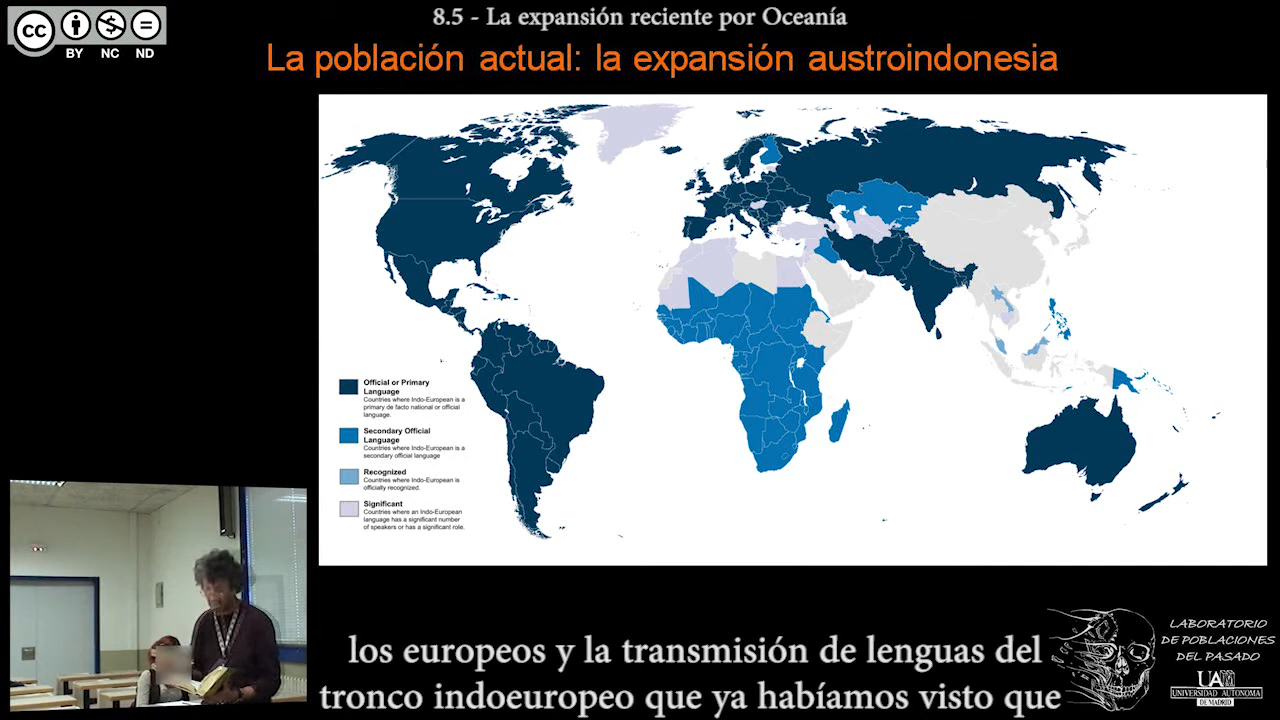 8.5 - La expansión reciente por Oceanía
La población actual: la expansión austroindonesia
CC
BY NC ND
Official or Primary
Language
Countries where Indo-European is a
primary de facto national or official
language.
Secondary Official
Language
Countries where Indo-European is a
secondary official language
Recognized
Countries where Indo-European is
officially recognized.
Significant
Countries where an Indo-European
language has a significant number
of speakers or has a significant role.
los europeos y la transmisión de lenguas del
tronco indoeuropeo que ya habíamos visto que
LABORATORIO
DE POBLACIONES
DEL PASADO
UAM
UNIVERSIDAD AUTONOMA
DE MADRID